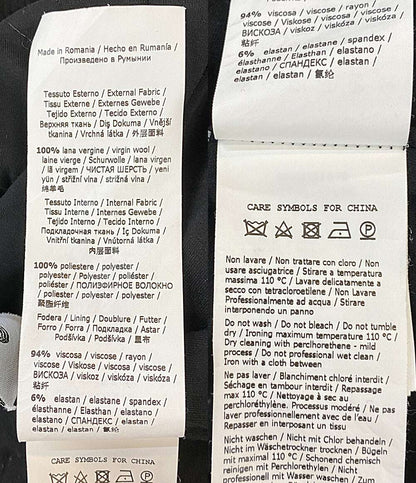 Made in Romania / Hecho en Rumanía /
Произведено в Румынии
Tessuto Esterno / External Fabric /
Tissu Externe / Externes Gewebe /
Tejido Externo / Tecido Externo /
Верхняя ткань / Diş Dokuma / Vnější
tkanina / Vrchná látka / 外层面料
100% lana vergine / virgin wool /
laine vierge / Schurwolle / lana virgen
/ lã virgem / ЧИСТАЯ ШЕРСТЬ / yeni
yün / střižní vlna / strižná vlna /
绵羊毛
Tessuto Interno / Internal Fabric /
Tissu Interne / Internes Gewebe /
Tejido Interno / Tecido Interno /
Подкладочная ткань / Iç Dokuma /
Vnitřní tkanina / Vnútorná látka /
内层面料
100% poliestere / polyester /
polyester / Polyester / poliéster /
poliéster / ПОЛИЭФИРНОЕ ВОЛОКНО
/ poliester / polyester / polyester /
聚酯纤维
Fodera / Lining / Doublure / Futter /
Forro / Forra / Подкладка / Astar /
Podšívka / Podšívka / 里布
94% viscosa / viscose / rayon /
viscose / Viskose / viscosa / viscose /
ВИСКОЗА / viskoz / viskóza / viskóza /
粘纤
6% elastan / elastane / spandex /
élasthanne / Elasthan / elastano /
elastano / СПАНДЕКС / elastan /
elastan / elastan / 氨纶
CARE SYMBOLS FOR CHINA
94% viscosa / viscose / rayon /
viscose / Viskose / viscosa / viscose /
ВИСКОЗА / viskoz / viskóza / viskóza /
粘纤
6% elastan / elastane / spandex /
élasthanne / Elasthan / elastano /
elastano / СПАНДЕКС / elastan /
elastan / elastan / 氨纶
CARE SYMBOLS FOR CHINA
Non lavare / Non trattare con cloro / Non
usare asciugatrice / Stirare a temperatura
massima 110 °C / Lavare delicatamente a
secco con tetracloroetilene / Non Lavare
Professionalmente ad acqua / Stirare
interponendo un panno
Do not wash / Do not bleach / Do not tumble
dry / Ironing maximum temperature 110 °C /
Dry cleaning with perclhorethene - mild
process / Do not professional wet clean /
Iron with a cloth between
Ne pas laver / Blanchiment chloré interdit /
Séchage en tambour interdit / Repassage
max 110 °C / Nettoyage à sec au
perchloréthylène. Processus modéré / Ne pas
laver professionnellement avec de l'eau /
Repassez en interposant un tissu
Nicht waschen / Nicht mit Chlor behandeln /
Nicht im Wäschetrockner trocknen / Bügeln
mit maximal 110 °C / Schonend chemisch
reinigen mit Perchlorethylen / Nicht
professionell mit Wasser waschen / Zum